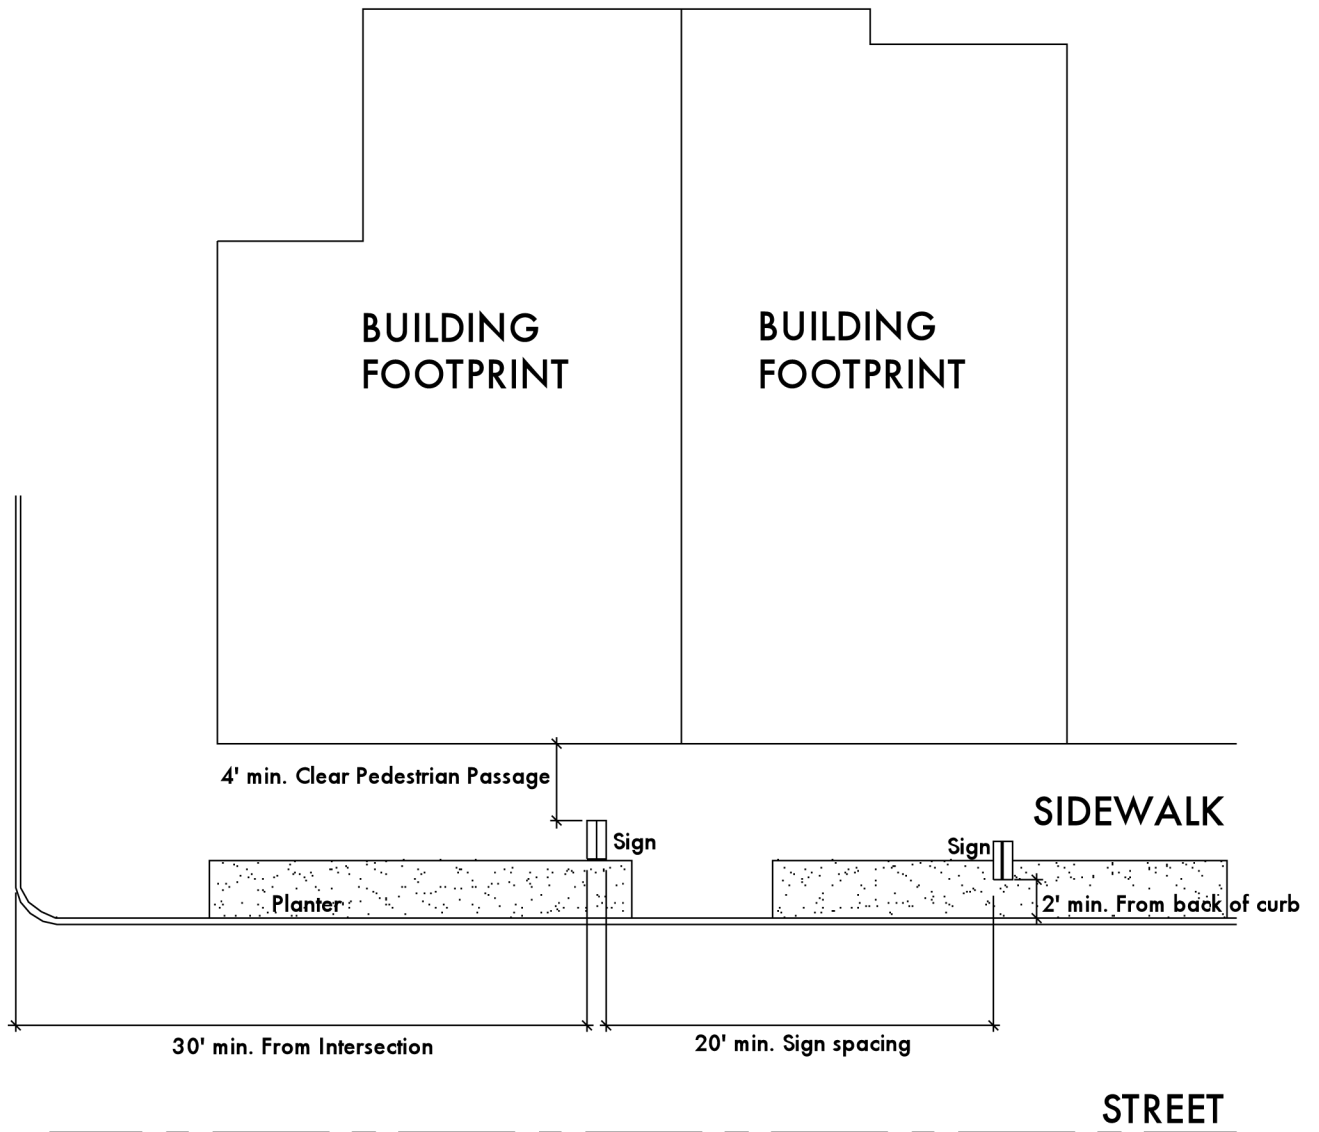 BUILDING
FOOTPRINT
BUILDING
FOOTPRINT
4' min. Clear Pedestrian Passage
SIDEWALK
Sign
Sign
Planter
2' min. From back of curb
30' min. From Intersection
20' min. Sign spacing
STREET